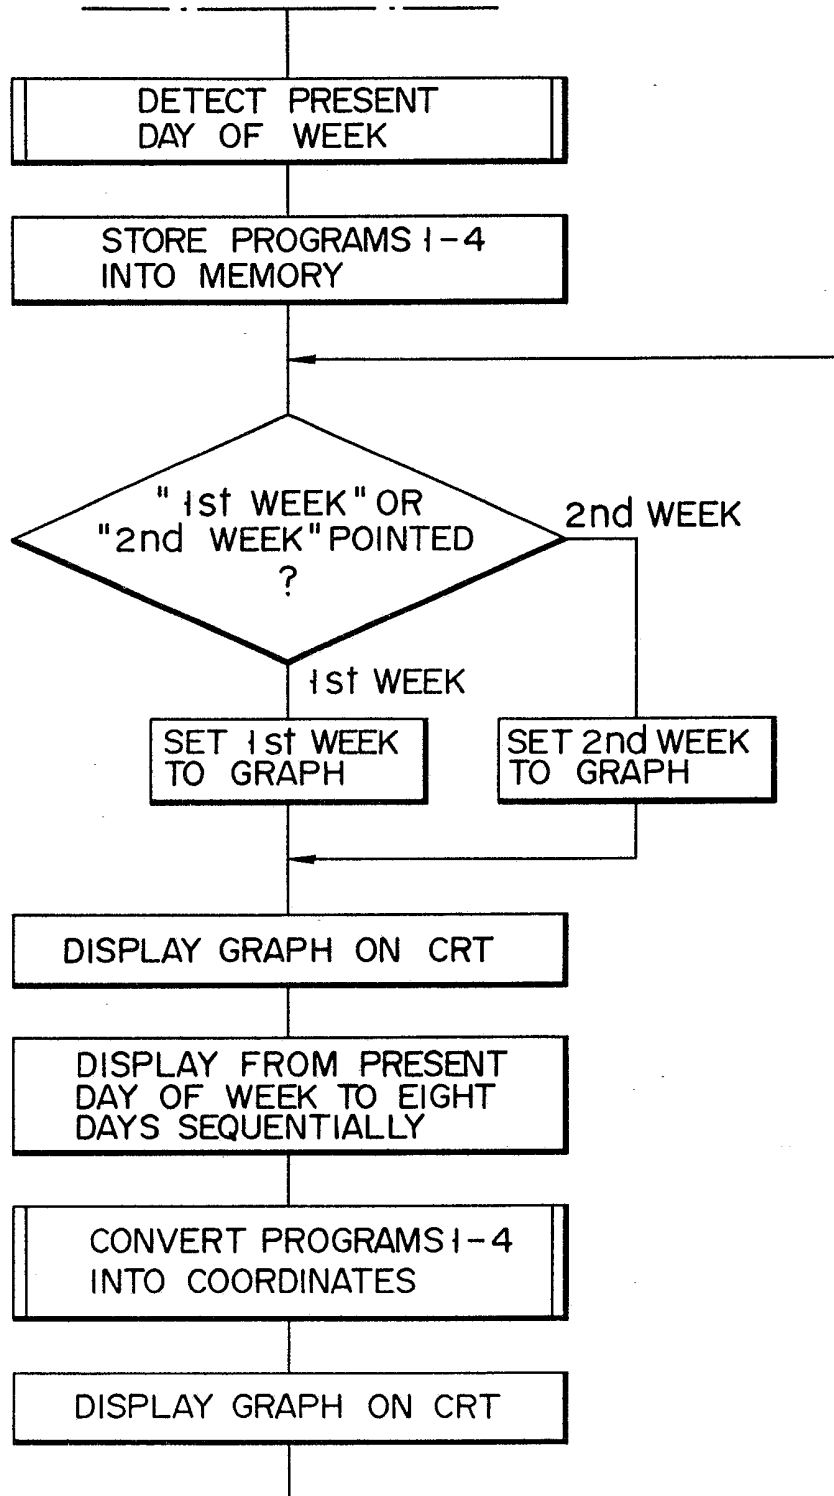 DETECT PRESENT
DAY OF WEEK
STORE PROGRAMS 1-4
INTO MEMORY
"1st WEEK" OR
"2nd WEEK" POINTED
?
2nd WEEK
1st WEEK
SET 1st WEEK
TO GRAPH
SET 2nd WEEK
TO GRAPH
DISPLAY GRAPH ON CRT
DISPLAY FROM PRESENT
DAY OF WEEK TO EIGHT
DAYS SEQUENTIALLY
CONVERT PROGRAMS 1-4
INTO COORDINATES
DISPLAY GRAPH ON CRT